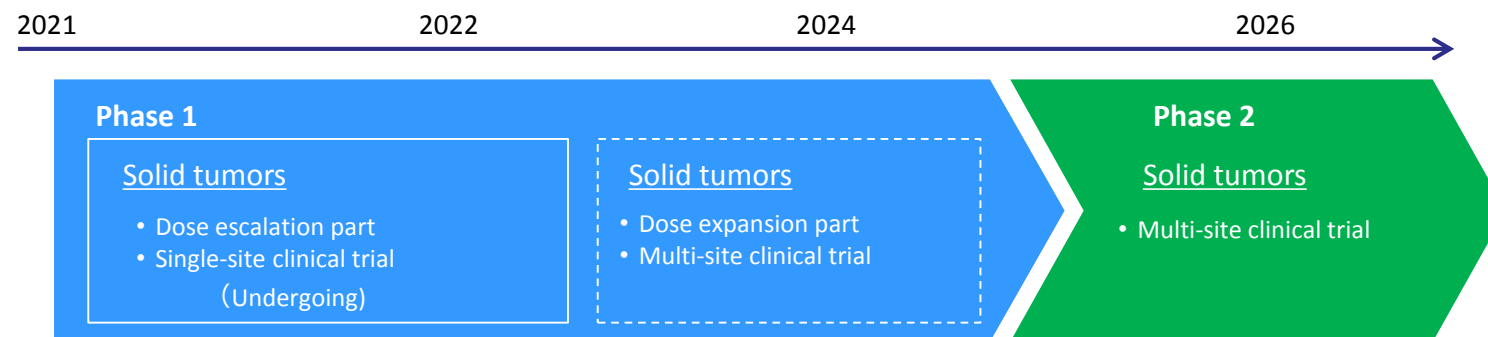 2021 2022 2024 2026
Phase 1
Solid tumors
• Dose escalation part
• Single-site clinical trial
（Undergoing)
Solid tumors
• Dose expansion part
• Multi-site clinical trial
Phase 2
Solid tumors
• Multi-site clinical trial